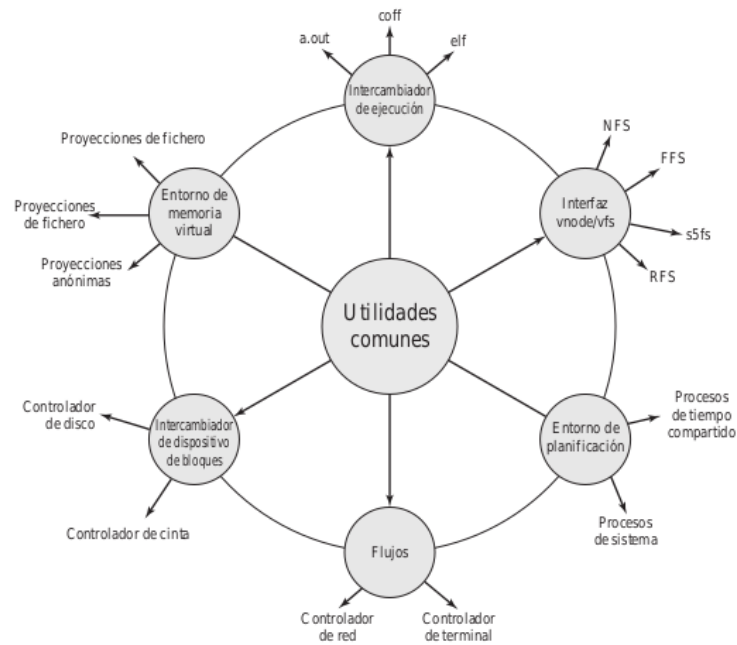 coff
a.out
elf
Intercambiador
de ejecución
NFS
FFS
Interfaz
vnode/vfs
s5fs
RFS
Proyecciones de fichero
Entorno de
memoria
virtual
Proyecciones
de fichero
Proyecciones
anónimas
Utilidades
comunes
Controlador
de disco
Intercambiador
de dispositivo
de bloques
Controlador de cinta
Procesos
de tiempo
compartido
Entorno de
planificación
Procesos
de sistema
Flujos
Controlador
de red
Controlador
de terminal